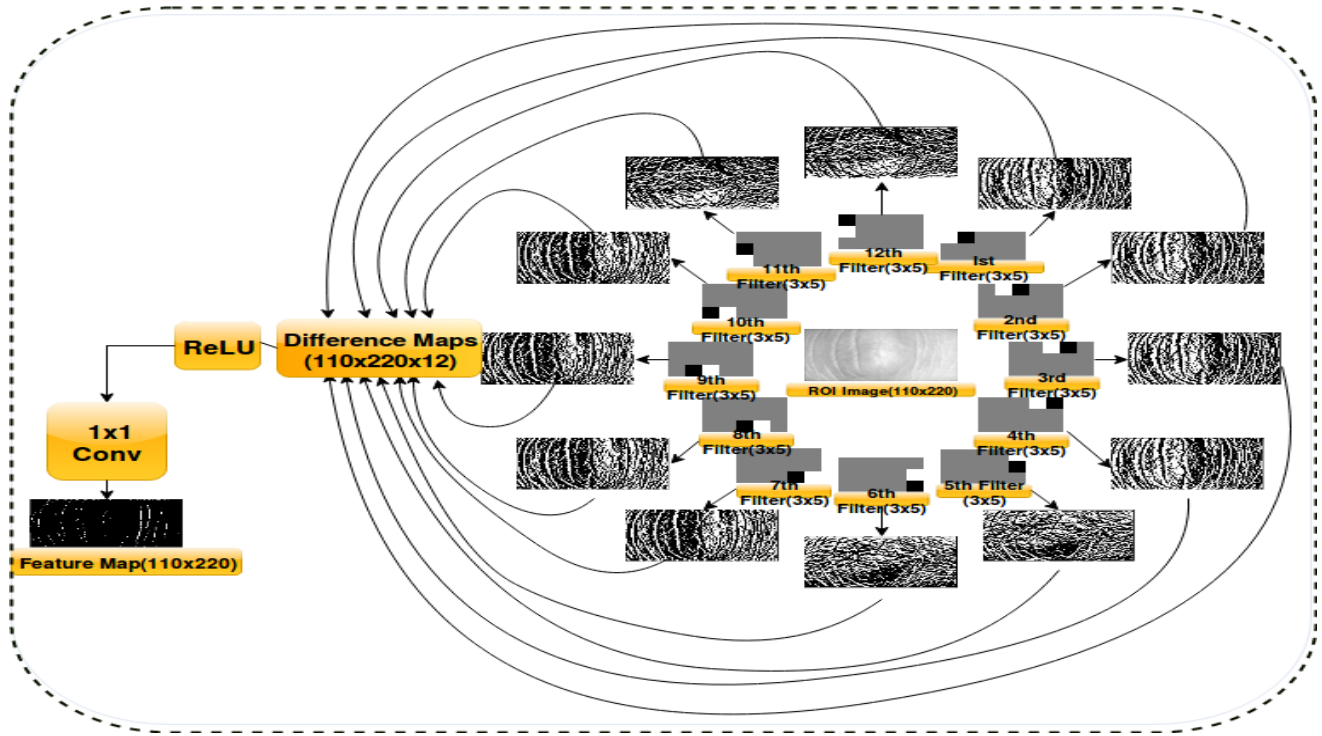 12th
Filter(3x5)
Ist
Filter(3x5)
11th
Filter(3x5)
2nd
Filter(3x5)
10th
Filter(3x5)
ReLU
Difference Maps
(110x220x12)
3rd
Filter(3x5)
9th
Filter(3x5)
ROI Image(110x220)
1x1
Conv
4th
Filter(3x5)
8th
Filter(3x5)
7th
Filter(3x5)
6th
Filter(3x5)
5th Filter
(3x5)
Feature Map(110x220)